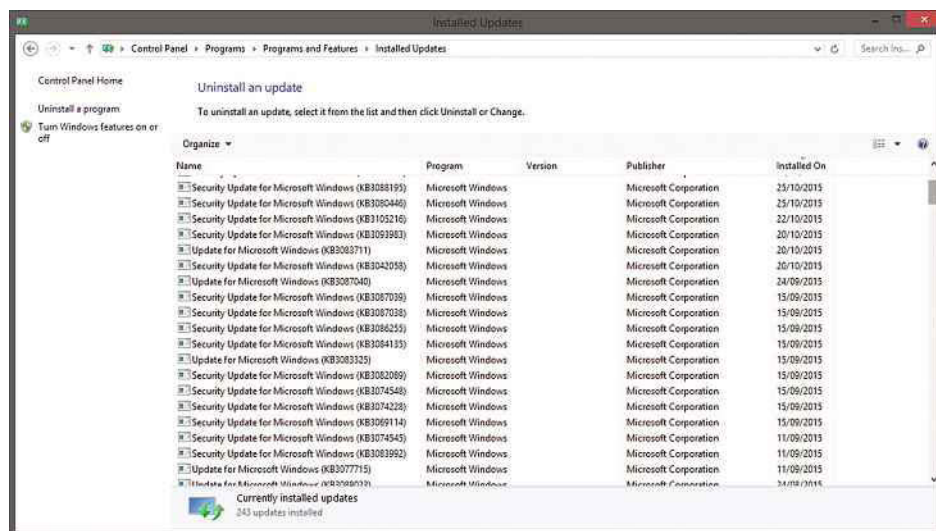 Installed Updates
Control Panel Programs Programs and Features Installed Updates Search Ins...
Control Panel Home
Uninstall a program
Turn Windows features on or
off
Uninstall an update
To uninstall an update, select it from the list and then click Uninstall or Change.
Organize
Name Program Version Publisher Installed On
Security Update for Microsoft Windows (KB3088195) Microsoft Windows Microsoft Corporation 25/10/2015
Security Update for Microsoft Windows (KB3080446) Microsoft Windows Microsoft Corporation 25/10/2015
Security Update for Microsoft Windows (KB3105216) Microsoft Windows Microsoft Corporation 22/10/2015
Security Update for Microsoft Windows (KB3093983) Microsoft Windows Microsoft Corporation 20/10/2015
Update for Microsoft Windows (KB3083711) Microsoft Windows Microsoft Corporation 20/10/2015
Security Update for Microsoft Windows (KB3042058) Microsoft Windows Microsoft Corporation 20/10/2015
Update for Microsoft Windows (KB3087040) Microsoft Windows Microsoft Corporation 24/09/2015
Security Update for Microsoft Windows (KB3087039) Microsoft Windows Microsoft Corporation 15/09/2015
Security Update for Microsoft Windows (KB3087038) Microsoft Windows Microsoft Corporation 15/09/2015
Security Update for Microsoft Windows (KB3086255) Microsoft Windows Microsoft Corporation 15/09/2015
Security Update for Microsoft Windows (KB3084135) Microsoft Windows Microsoft Corporation 15/09/2015
Update for Microsoft Windows (KB3083325) Microsoft Windows Microsoft Corporation 15/09/2015
Security Update for Microsoft Windows (KB3082089) Microsoft Windows Microsoft Corporation 15/09/2015
Security Update for Microsoft Windows (KB3074548) Microsoft Windows Microsoft Corporation 15/09/2015
Security Update for Microsoft Windows (KB3074228) Microsoft Windows Microsoft Corporation 15/09/2015
Security Update for Microsoft Windows (KB3069114) Microsoft Windows Microsoft Corporation 15/09/2015
Security Update for Microsoft Windows (KB3074545) Microsoft Windows Microsoft Corporation 11/09/2015
Security Update for Microsoft Windows (KB3083992) Microsoft Windows Microsoft Corporation 11/09/2015
Update for Microsoft Windows (KB3077715) Microsoft Windows Microsoft Corporation 11/09/2015
Update for Microsoft Windows Microsoft Windows Microsoft Corporation 24/08/2015
Currently installed updates
243 updates installed